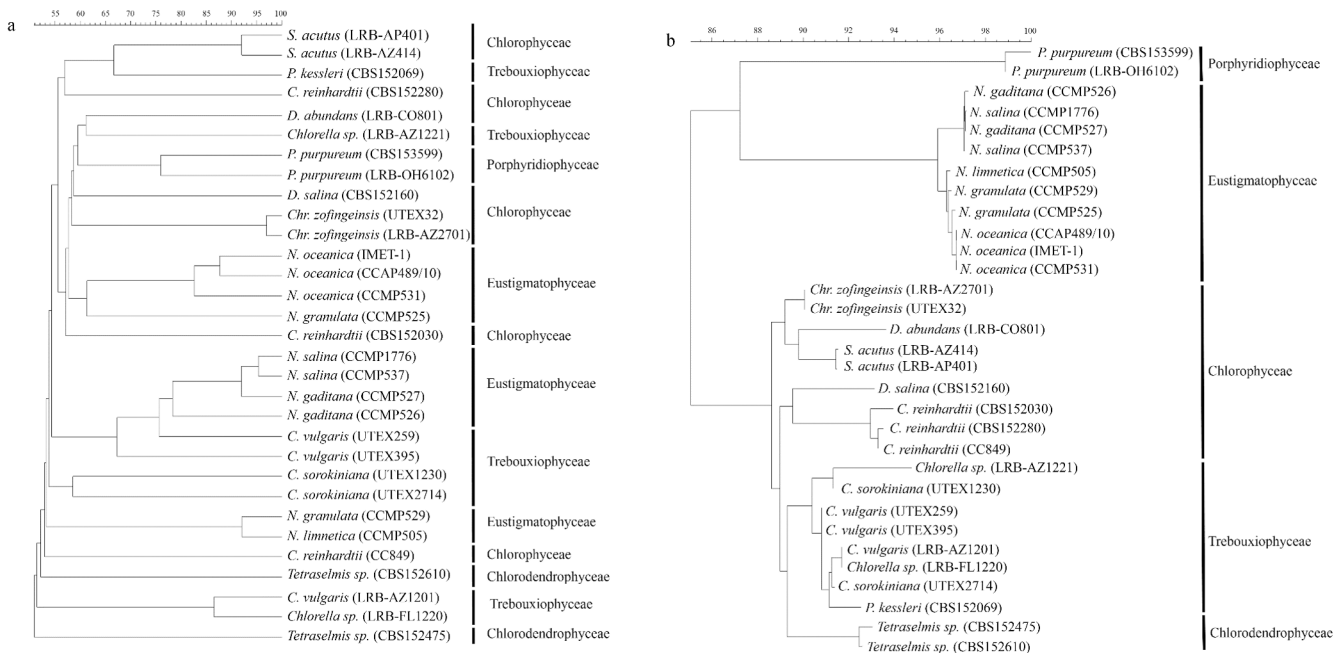 a
55 60 65 70 75 80 85 90 95 100
S. acutus (LRB-AP401)
S. acutus (LRB-AZ414)
Chlorophyceae
P. kessleri (CBS152069)
Trebouxiophyceae
C. reinhardtii (CBS152280)
D. abundans (LRB-CO801)
Chlorophyceae
Chlorella sp. (LRB-AZ1221)
Trebouxiophyceae
P. purpureum (CBS153599)
P. purpureum (LRB-OH6102)
Porphyridiophyceae
D. salina (CBS152160)
Chr. zofingeinsis (UTEX32)
Chr. zofingeinsis (LRB-AZ2701)
Chlorophyceae
N. oceanica (IMET-1)
N. oceanica (CCAP489/10)
N. oceanica (CCMP531)
N. granulata (CCMP525)
Eustigmatophyceae
C. reinhardtii (CBS152030)
Chlorophyceae
N. salina (CCMP1776)
N. salina (CCMP537)
N. gaditana (CCMP527)
N. gaditana (CCMP526)
Eustigmatophyceae
C. vulgaris (UTEX259)
C. vulgaris (UTEX395)
C. sorokiniana (UTEX1230)
C. sorokiniana (UTEX2714)
Trebouxiophyceae
N. granulata (CCMP529)
N. limnetica (CCMP505)
Eustigmatophyceae
C. reinhardtii (CC849)
Chlorophyceae
Tetraselmis sp. (CBS152610)
Chlorodendrophyceae
C. vulgaris (LRB-AZ1201)
Chlorella sp. (LRB-FL1220)
Trebouxiophyceae
Tetraselmis sp. (CBS152475)
Chlorodendrophyceae
b
86 88 90 92 94 96 98 100
P. purpureum (CBS153599)
P. purpureum (LRB-OH6102)
Porphyridiophyceae
N. gaditana (CCMP526)
N. salina (CCMP1776)
N. gaditana (CCMP527)
N. salina (CCMP537)
N. limnetica (CCMP505)
N. granulata (CCMP529)
N. granulata (CCMP525)
N. oceanica (CCAP489/10)
N. oceanica (IMET-1)
N. oceanica (CCMP531)
Eustigmatophyceae
Chr. zofingeinsis (LRB-AZ2701)
Chr. zofingeinsis (UTEX32)
D. abundans (LRB-CO801)
S. acutus (LRB-AZ414)
S. acutus (LRB-AP401)
D. salina (CBS152160)
C. reinhardtii (CBS152030)
C. reinhardtii (CBS152280)
C. reinhardtii (CC849)
Chlorophyceae
Chlorella sp. (LRB-AZ1221)
C. sorokiniana (UTEX1230)
C. vulgaris (UTEX259)
C. vulgaris (UTEX395)
C. vulgaris (LRB-AZ1201)
Chlorella sp. (LRB-FL1220)
C. sorokiniana (UTEX2714)
P. kessleri (CBS152069)
Trebouxiophyceae
Tetraselmis sp. (CBS152475)
Tetraselmis sp. (CBS152610)
Chlorodendrophyceae